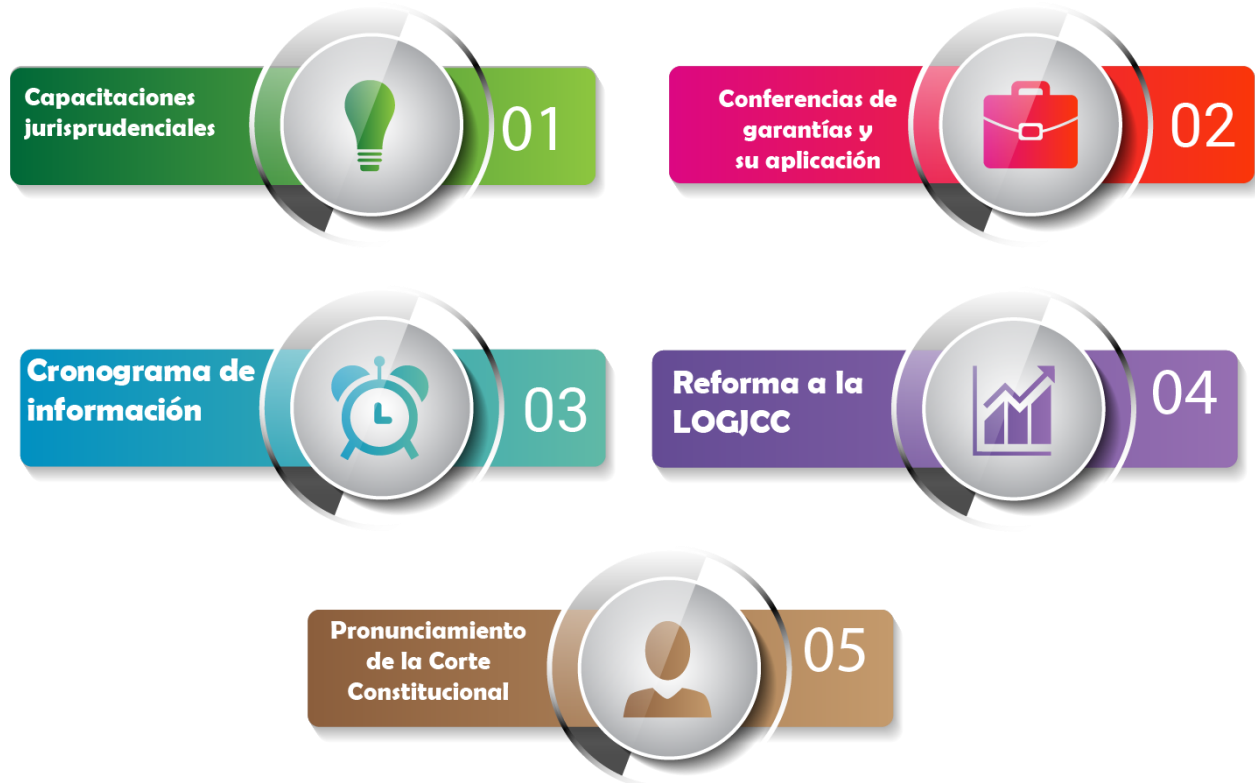 Capacitaciones
jurisprudenciales
01
Conferencias de
garantías y
su aplicación
02
Cronograma de
información
03
Reforma a la
LOGJCC
04
Pronunciamiento
de la Corte
Constitucional
05